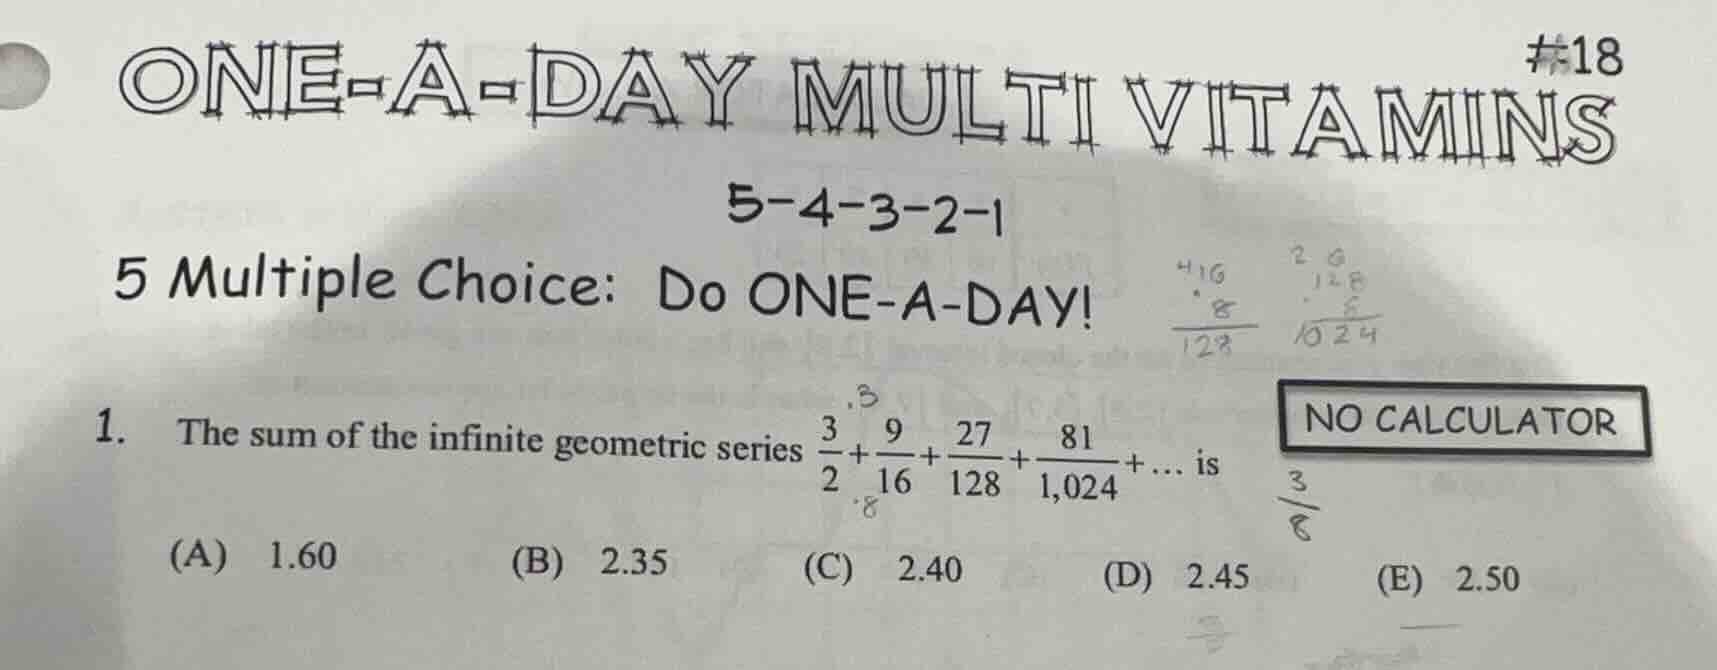 #18
ONE-A-DAY MULTI VITAMINS
5-4-3-2-1
5 Multiple Choice: Do ONE-A-DAY!
416
· 8
128
2 6
128
· 8
1024
NO CALCULATOR
·3
1. The sum of the infinite geometric series 3/2 + 9/16 + 27/128 + 81/1,024 + ... is
·8
3/8
(A) 1.60 (B) 2.35 (C) 2.40 (D) 2.45 (E) 2.50